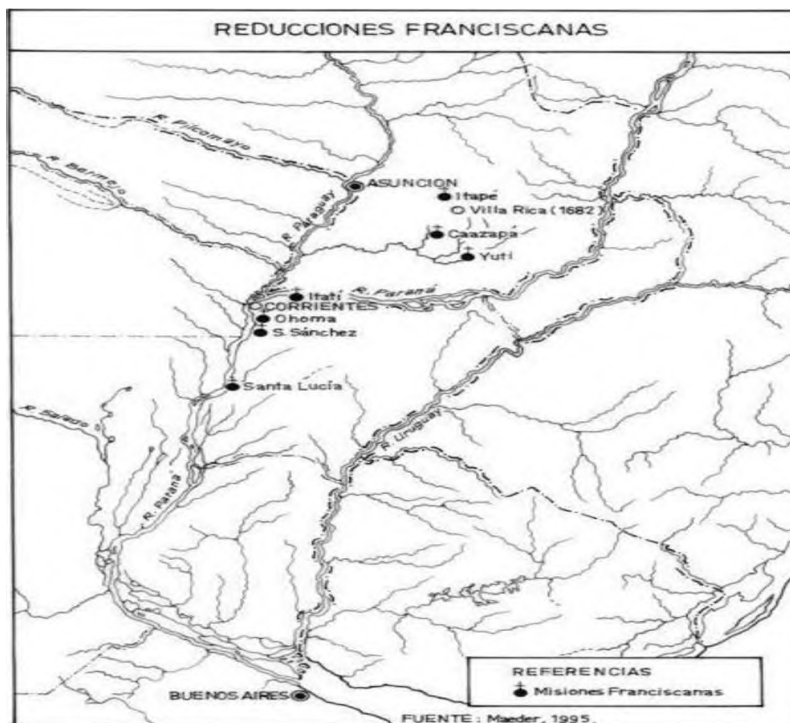 REDUCCIONES FRANCISCANAS
R. Pilcomayo
R. Bermejo
R. Paraguay
ASUNCION
Itapé
Villa Rica (1682)
Caazapá
Yutí
Itatí
R. Paraná
CORRIENTES
Ohoma
S. Sánchez
Santa Lucía
R. Salado
R. Uruguay
R. Paraná
BUENOS AIRES
REFERENCIAS
Misiones Franciscanas
FUENTE: Maeder, 1995.